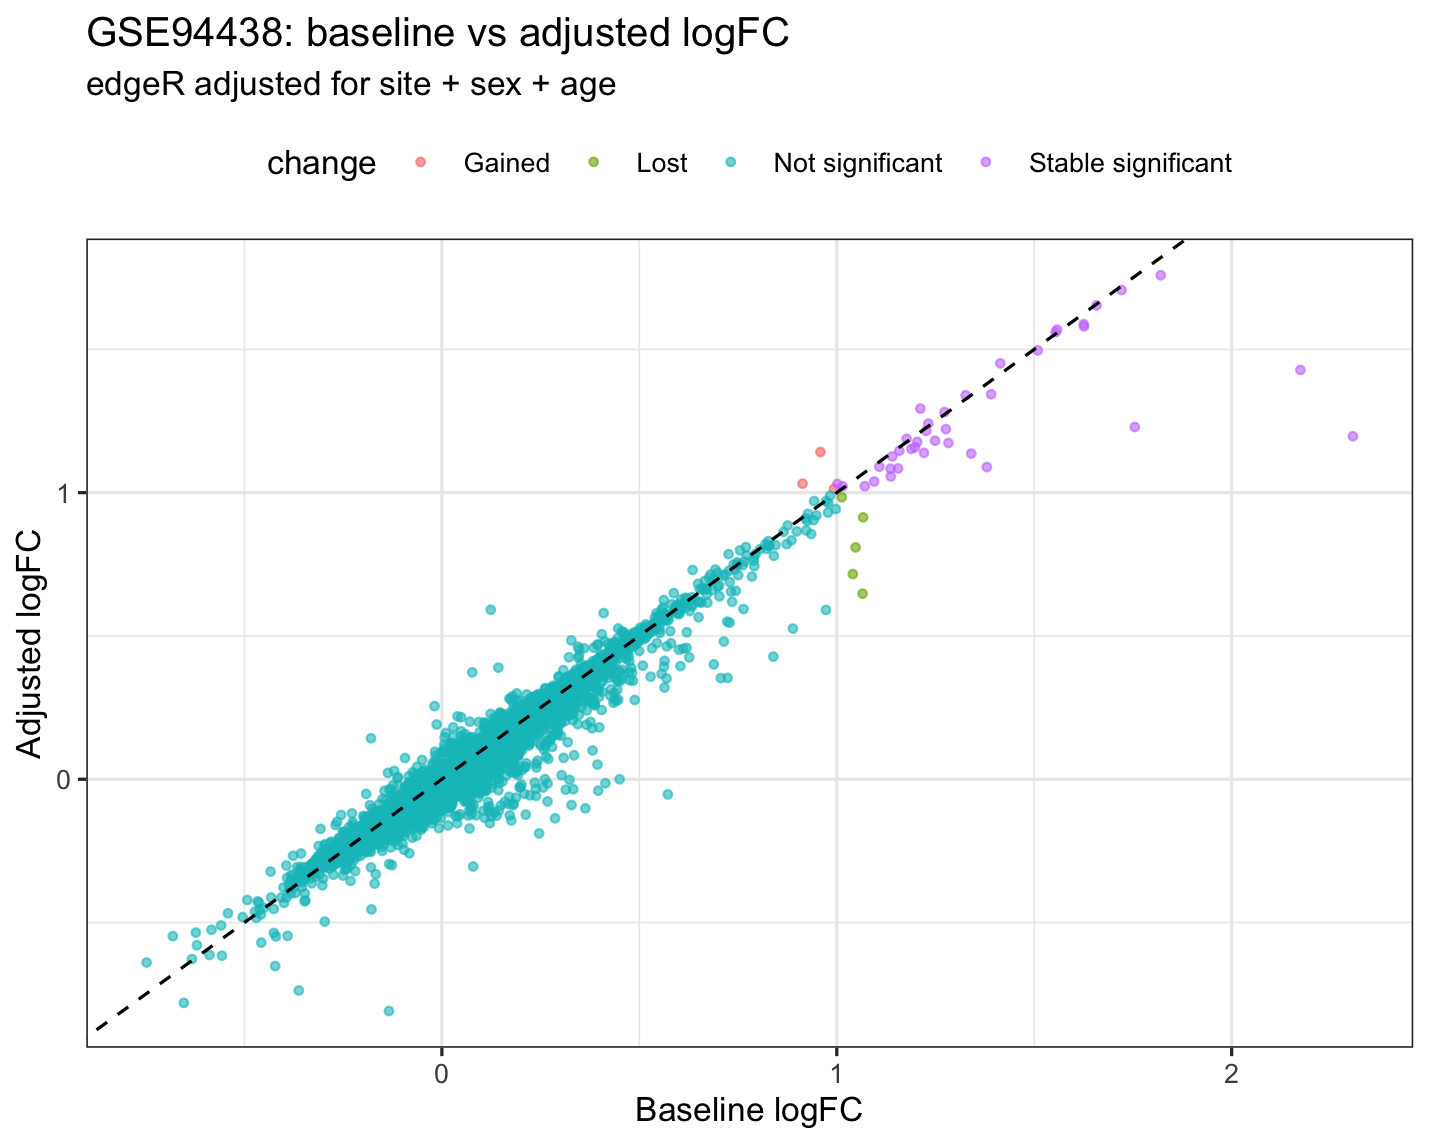 GSE94438: baseline vs adjusted logFC
edgeR adjusted for site + sex + age
change Gained Lost Not significant Stable significant
Adjusted logFC
1
0
0 1 2
Baseline logFC